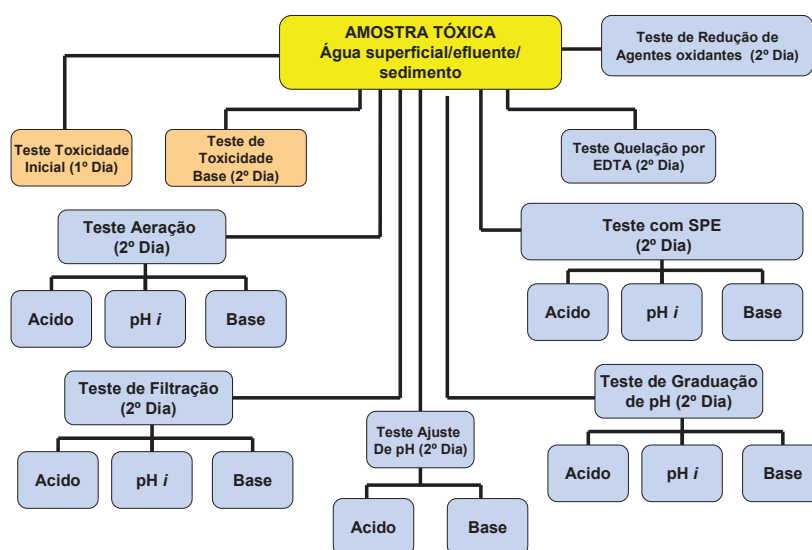 AMOSTRA TÓXICA
Água superficial/efluente/
sedimento
Teste de Redução de
Agentes oxidantes (2º Dia)
Teste Toxicidade
Inicial (1º Dia)
Teste de
Toxicidade
Base (2º Dia)
Teste Quelação por
EDTA (2º Dia)
Teste Aeração
(2º Dia)
Acido
pH i
Base
Teste com SPE
(2º Dia)
Acido
pH i
Base
Teste de Filtração
(2º Dia)
Acido
pH i
Base
Teste Ajuste
De pH (2º Dia)
Acido
Base
Teste de Graduação
de pH (2º Dia)
Acido
pH i
Base